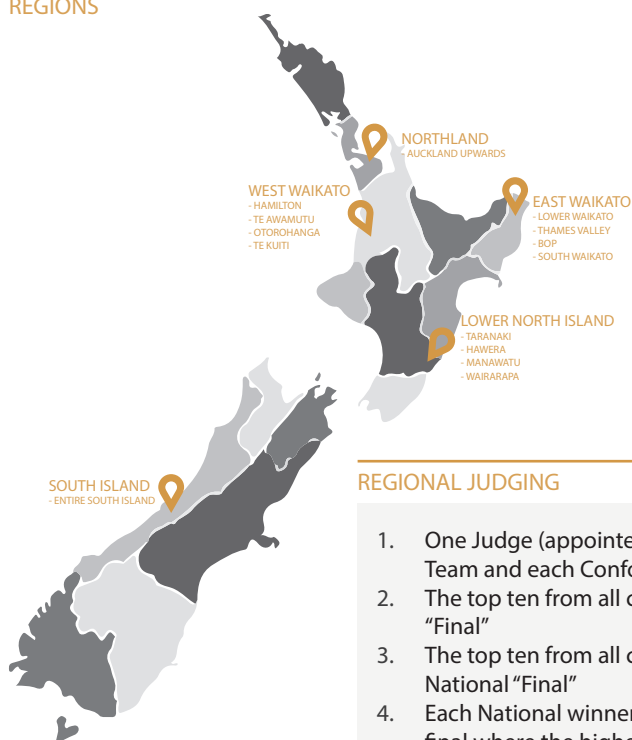 REGIONS
NORTHLAND
- AUCKLAND UPWARDS
WEST WAIKATO
- HAMILTON
- TE AWAMUTU
- OTOROHANGA
- TE KUITI
EAST WAIKATO
- LOWER WAIKATO
- THAMES VALLEY
- BOP
- SOUTH WAIKATO
LOWER NORTH ISLAND
- TARANAKI
- HAWERA
- MANAWATU
- WAIRARAPA
SOUTH ISLAND
- ENTIRE SOUTH ISLAND
REGIONAL JUDGING
1. One Judge (appointe
Team and each Confo
2. The top ten from all c
"Final"
3. The top ten from all c
National "Final"
4. Each National winner